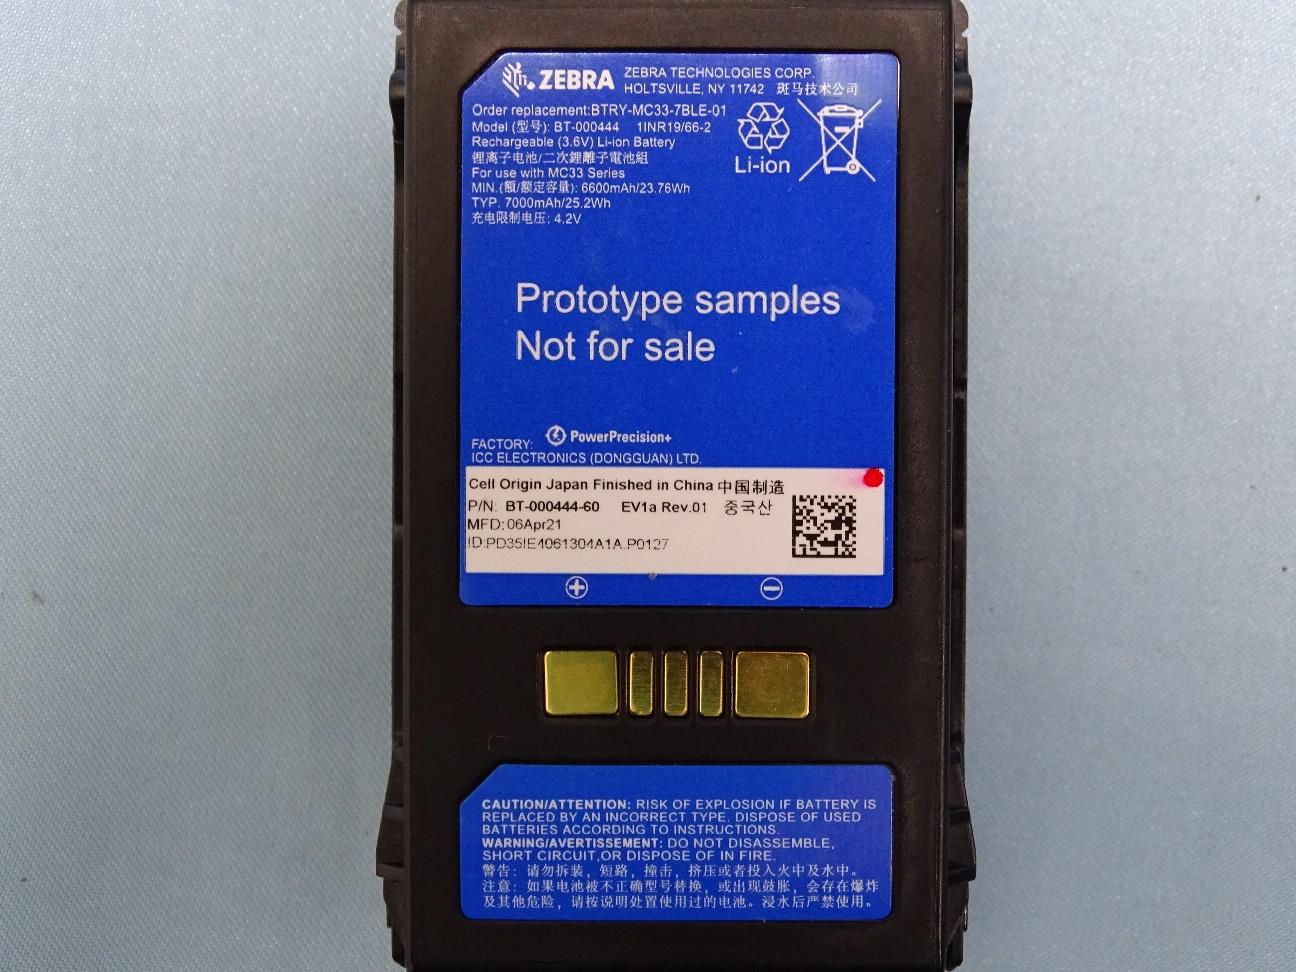 ZEBRA ZEBRA TECHNOLOGIES CORP.
HOLTSVILLE, NY 11742 斑马技术公司
Order replacement:BTRY-MC33-7BLE-01
Model (型号): BT-000444 1INR19/66-2
Rechargeable (3.6V) Li-ion Battery
锂离子电池/二次鋰離子電池組
For use with MC33 Series
MIN.(额/额定容量): 6600mAh/23.76Wh
TYP. 7000mAh/25.2Wh
充电限制电压: 4.2V
Li-ion
Prototype samples
Not for sale
PowerPrecision+
FACTORY:
ICC ELECTRONICS (DONGGUAN) LTD.
Cell Origin Japan Finished in China 中国制造
P/N: BT-000444-60 EV1a Rev.01 중국산
MFD: 06Apr21
ID:PD35IE4061304A1A.P0127
CAUTION/ATTENTION: RISK OF EXPLOSION IF BATTERY IS
REPLACED BY AN INCORRECT TYPE. DISPOSE OF USED
BATTERIES ACCORDING TO INSTRUCTIONS.
WARNING/AVERTISSEMENT: DO NOT DISASSEMBLE,
SHORT CIRCUIT,OR DISPOSE OF IN FIRE.
警告: 请勿拆装，短路，撞击，挤压或者投入火中及水中。
注意: 如果电池被不正确型号替换，或出现鼓胀，会存在爆炸
及其他危险，请按说明处置使用过的电池。浸水后严禁使用。